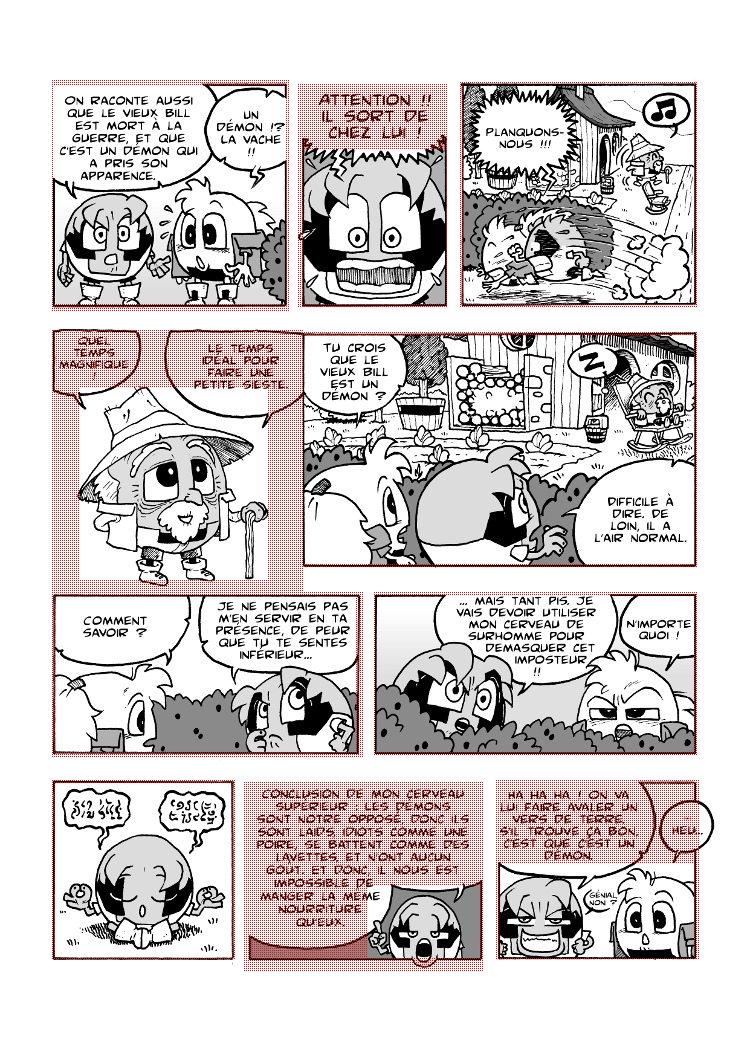 ON RACONTE AUSSI
QUE LE VIEUX BILL
EST MORT À LA
GUERRE, ET QUE
C'EST UN DÉMON QUI
A PRIS SON
APPARENCE.
UN
DÉMON !?
LA VACHE
!!
ATTENTION !!
IL SORT DE
CHEZ LUI !
PLANQUONS-
NOUS !!!
QUEL
TEMPS
MAGNIFIQUE
!
LE TEMPS
IDÉAL POUR
FAIRE UNE
PETITE SIESTE.
TU CROIS
QUE LE
VIEUX BILL
EST UN
DÉMON ?
Z
DIFFICILE À
DIRE. DE
LOIN, IL A
L'AIR NORMAL.
COMMENT
SAVOIR ?
JE NE PENSAIS PAS
M'EN SERVIR EN TA
PRÉSENCE, DE PEUR
QUE TU TE SENTES
INFÉRIEUR...
... MAIS TANT PIS. JE
VAIS DEVOIR UTILISER
MON CERVEAU DE
SURHOMME POUR
DEMASQUER CET
IMPOSTEUR
!!
N'IMPORTE
QUOI !
CONCLUSION DE MON CERVEAU
SUPÉRIEUR : LES DÉMONS
SONT NOTRE OPPOSÉ. DONC ILS
SONT LAIDS, IDIOTS COMME UNE
POIRE, SE BATTENT COMME DES
LAVETTES, ET N'ONT AUCUN
GOUT. ET DONC, IL NOUS EST
IMPOSSIBLE DE
MANGER LA MÊME
NOURRITURE
QU'EUX.
HA HA HA ! ON VA
LUI FAIRE AVALER UN
VERS DE TERRE.
S'IL TROUVE ÇA BON,
C'EST QUE C'EST UN
DÉMON.
GÉNIAL
NON ?
... HEU...